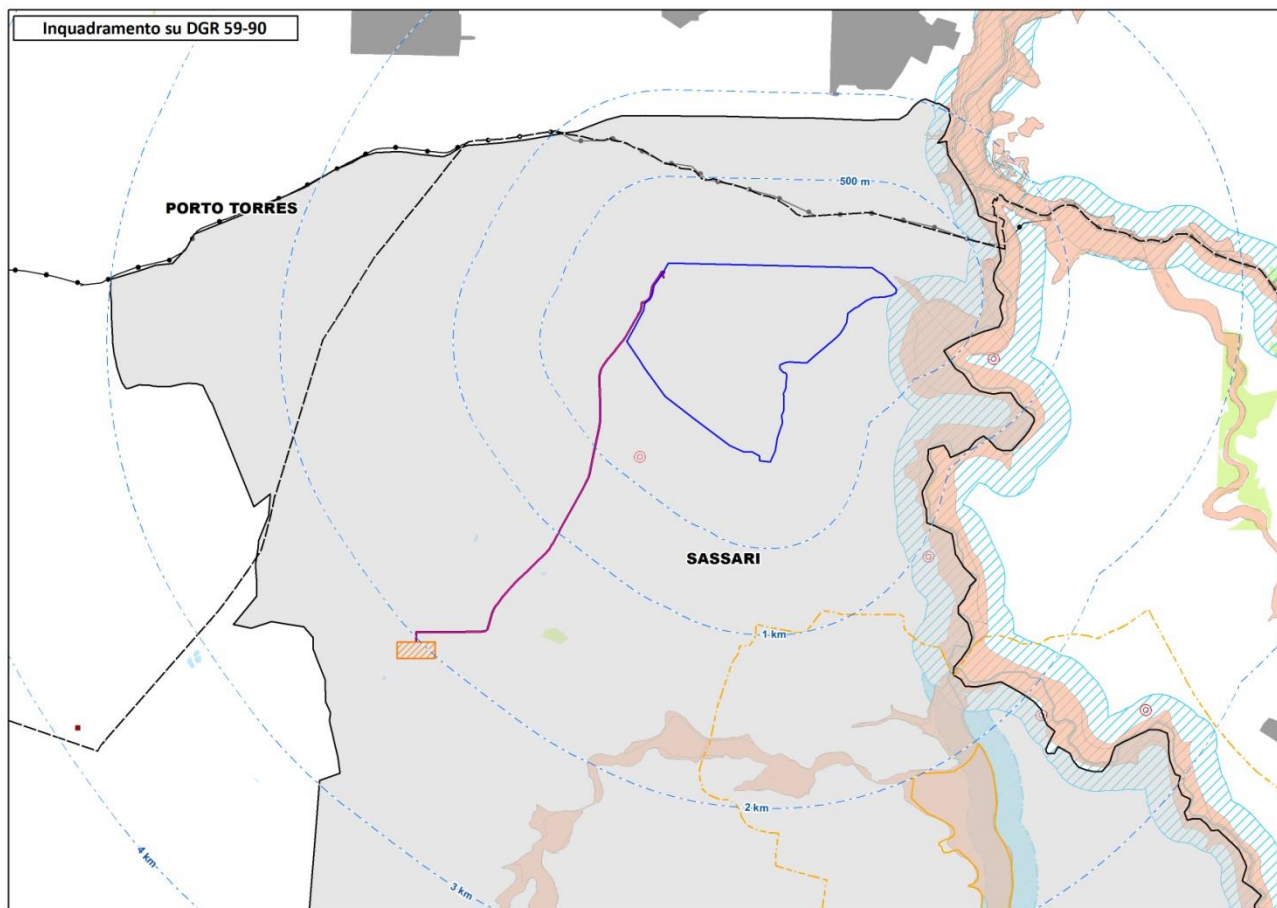 Inquadramento su DGR 59-90
500 m
PORTO TORRES
SASSARI
1 km
2 km
4 km
3 km